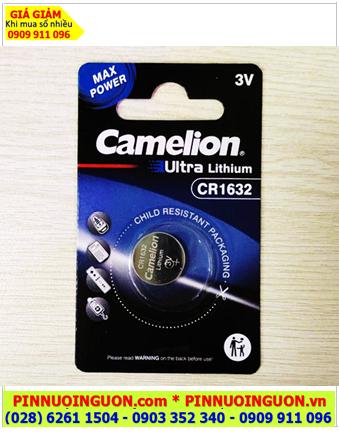 GIÁ GIẢM
Khi mua số nhiều
0909 911 096
MAX
POWER
3V
Camelion®
Ultra Lithium
CR1632
CHILD RESISTANT PACKAGING
CR1632
Camelion
Lithium
3V +
Please read WARNING on the back before use!
PINNUOINGUON.com * PINNUOINGUON.vn
(028) 6261 1504 - 0903 352 340 - 0909 911 096